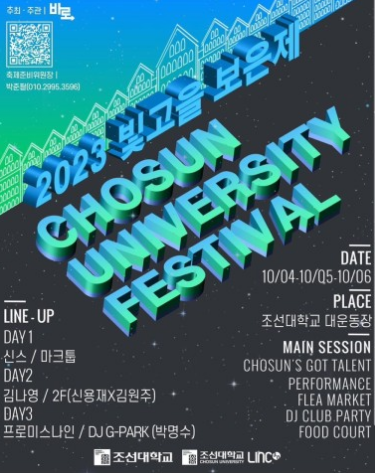 주최·주관 | 바로
축제준비위원장 |
박준형(010.2995.3596)
2023 빛고을 보은제
CHOSUN
UNIVERSITY
FESTIVAL
DATE
10/04-10/05-10/06
PLACE
조선대학교 대운동장
LINE-UP
DAY1
신스 / 마크툽
DAY2
김나영 / 2F(신용재X김원주)
DAY3
프로미스나인 / DJ G-PARK (박명수)
MAIN SESSION
CHOSUN'S GOT TALENT
PERFORMANCE
FLEA MARKET
DJ CLUB PARTY
FOOD COURT
조선대학교
조선대학교
CHOSUN UNIVERSITY
LINC